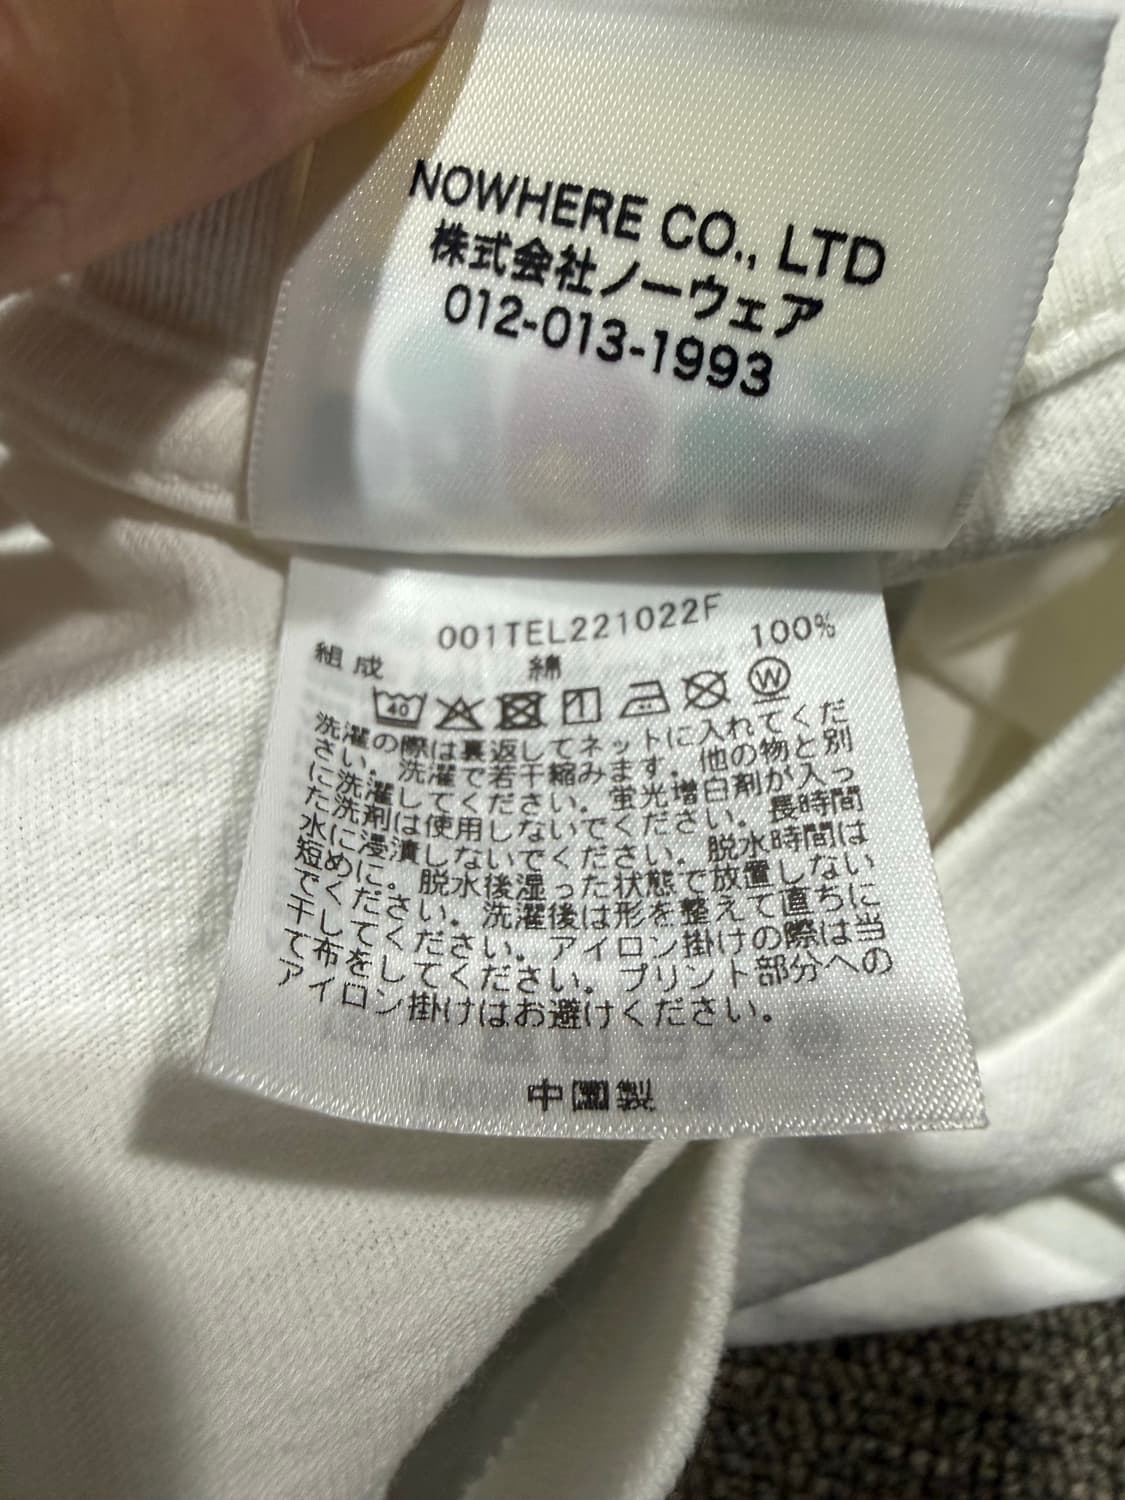 NOWHERE CO., LTD
株式会社ノーウェア
012-013-1993
001TEL221022F
組成 綿 100%
40 1 W
洗濯の際は裏返してネットに入れてくだ
さい。洗濯で若干縮みます。他の物と別
に洗濯してください。蛍光増白剤が入っ
た洗剤は使用しないでください。長時間
水に浸漬しないでください。脱水時間は
短めに。脱水後湿った状態で放置しない
でください。洗濯後は形を整えて直ちに
干してください。アイロン掛けの際は当
て布をしてください。プリント部分への
アイロン掛けはお避けください。
中国製